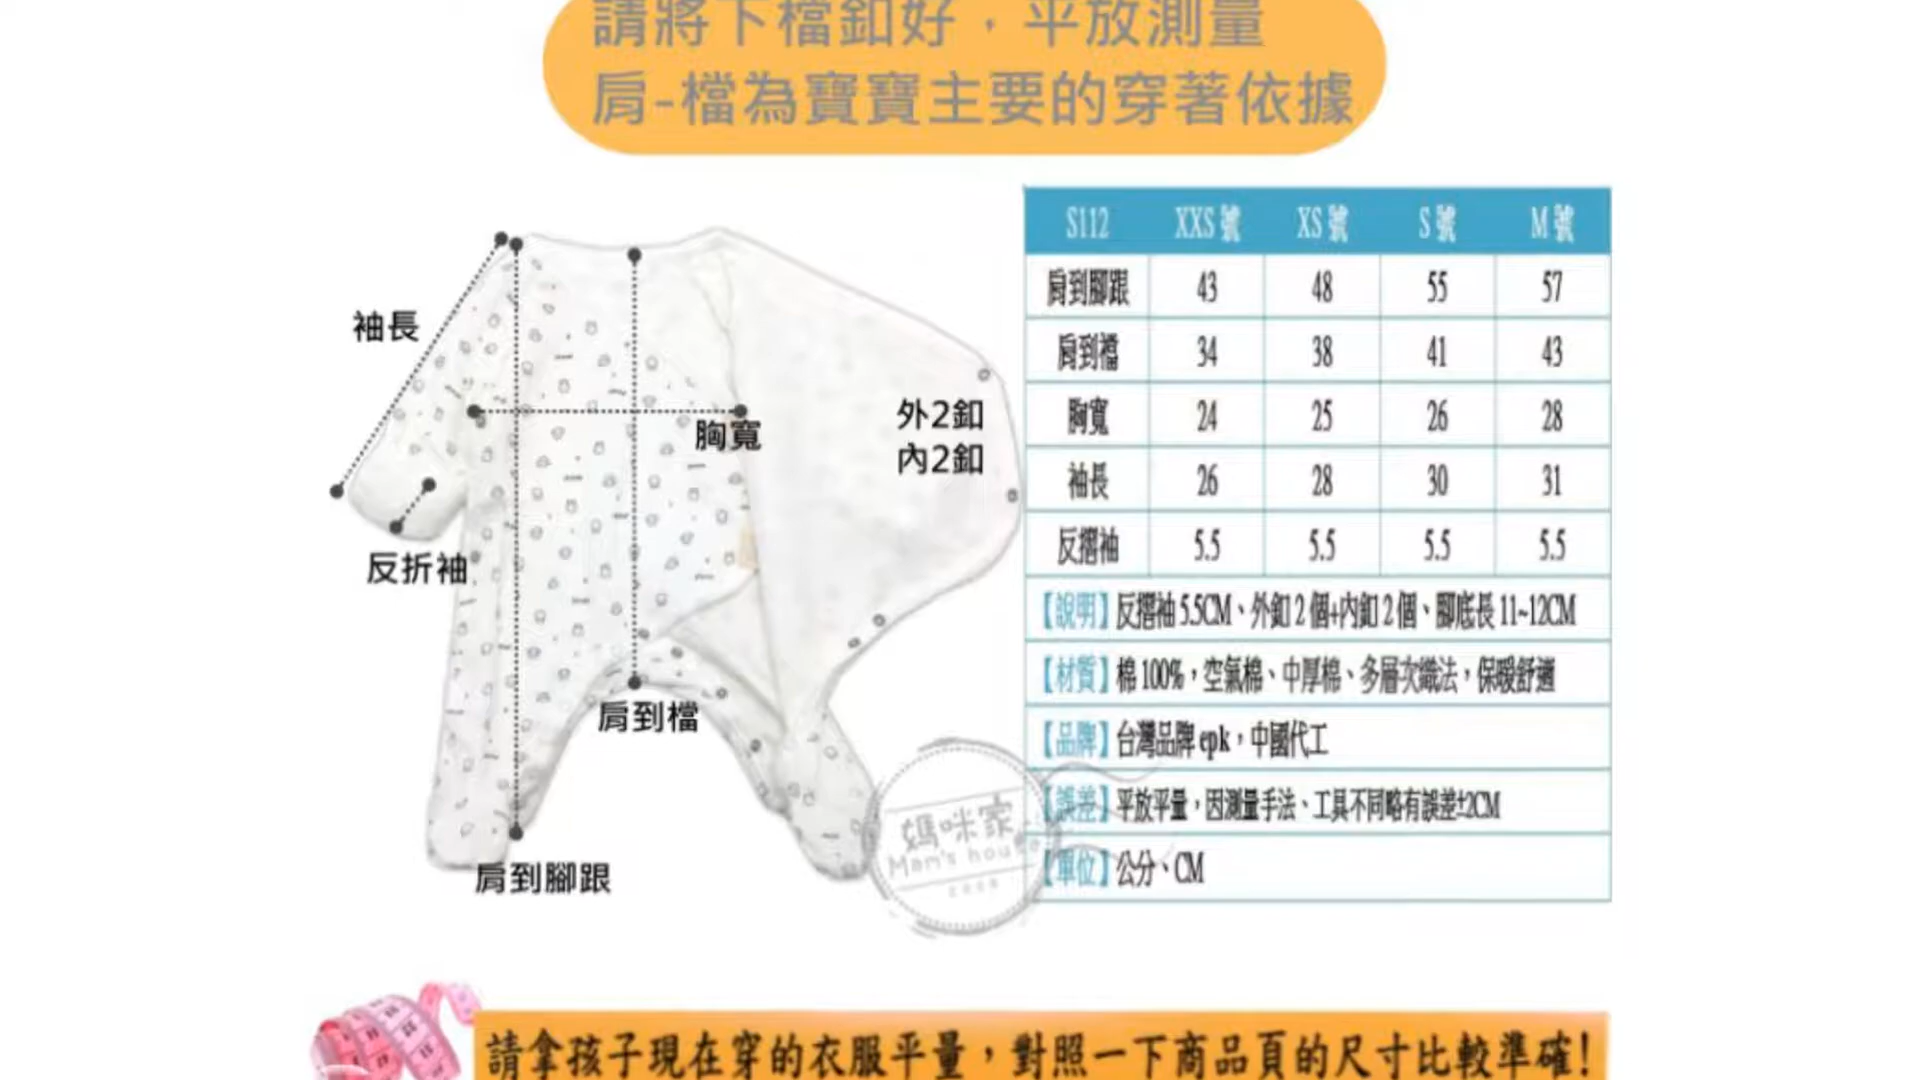 請將下檔釦好，平放測量
肩-檔為寶寶主要的穿著依據
袖長
胸寬
外2釦
內2釦
反折袖
肩到檔
肩到腳跟
S112 XXS號 XS號 S號 M號
肩到腳跟 43 48 55 57
肩到襠 34 38 41 43
胸寬 24 25 26 28
袖長 26 28 30 31
反摺袖 5.5 5.5 5.5 5.5
【說明】反摺袖5.5CM、外釦2個+內釦2個、腳底長11~12CM
【材質】棉100%，空氣棉、中厚棉、多層次織法，保暖舒適
【品牌】台灣品牌epk，中國代工
【誤差】平放平量，因測量手法、工具不同略有誤差±2CM
【單位】公分、CM
媽咪家
Mam's house
請拿孩子現在穿的衣服平量，對照一下商品頁的尺寸比較準確!